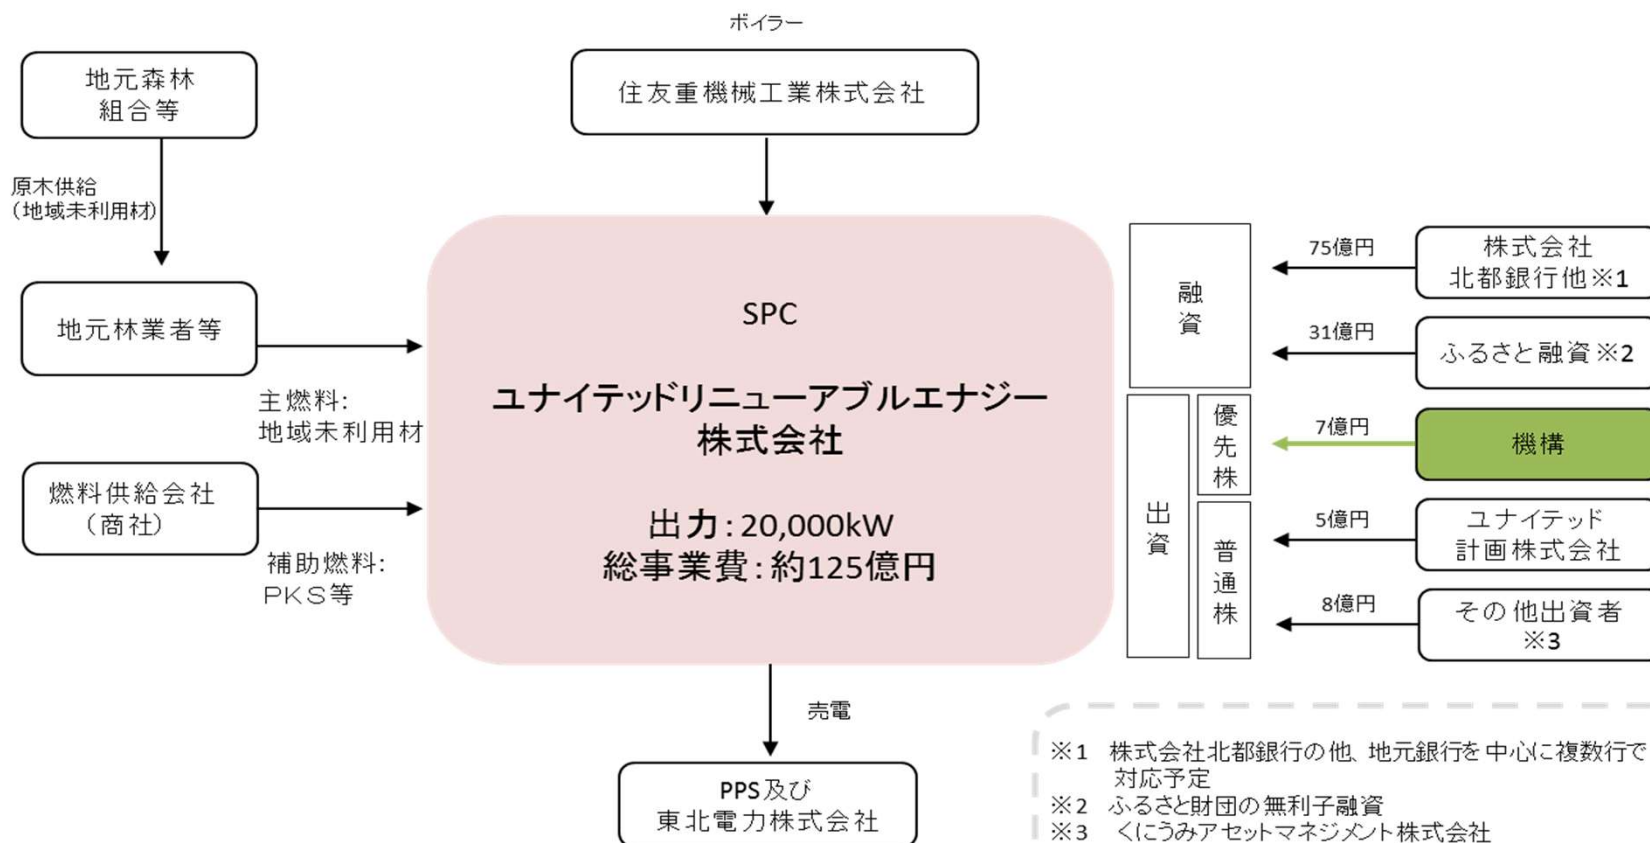 ボイラー
地元森林
組合等
住友重機械工業株式会社
原木供給
(地域未利用材)
地元林業者等
主燃料:
地域未利用材
燃料供給会社
(商社)
補助燃料:
PKS等
SPC
ユナイテッドリニューアブルエナジー
株式会社
出力:20,000kW
総事業費:約125億円
融資
出資
優先株
普通株
75億円
株式会社
北都銀行他※1
31億円
ふるさと融資※2
7億円
機構
5億円
ユナイテッド
計画株式会社
8億円
その他出資者
※3
売電
PPS及び
東北電力株式会社
※1 株式会社北都銀行の他、地元銀行を中心に複数行で
対応予定
※2 ふるさと財団の無利子融資
※3 くにうみアセットマネジメント株式会社